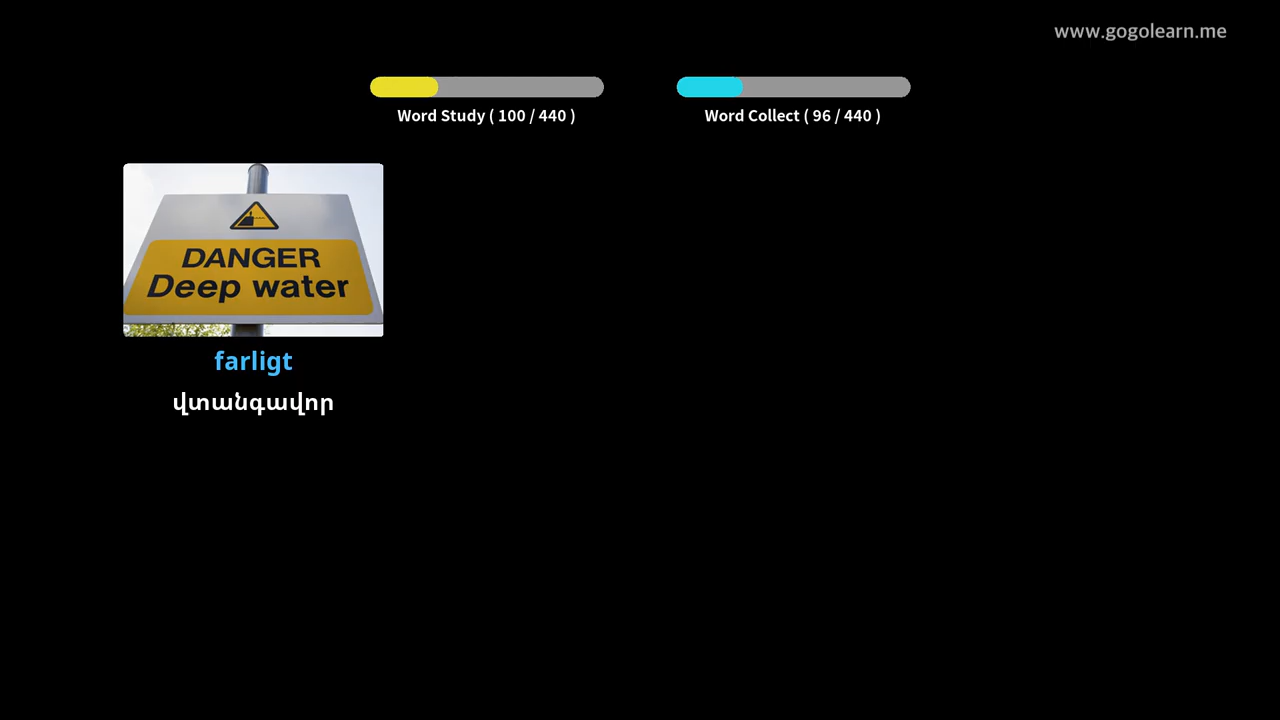 www.gogolearn.me
Word Study ( 100 / 440 )
Word Collect ( 96 / 440 )
DANGER
Deep water
farligt
վտանգավոր